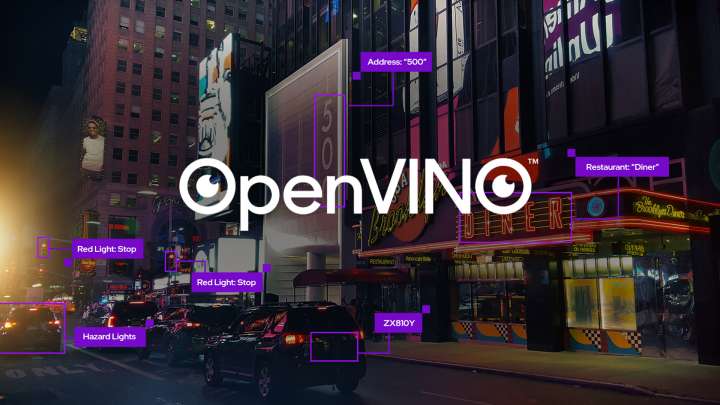 Address: "500"
500
OpenVINO™
Restaurant: "Diner"
DINER
The Brooklyn Diner
Red Light: Stop
Red Light: Stop
ZX810Y
Hazard Lights
ONLY